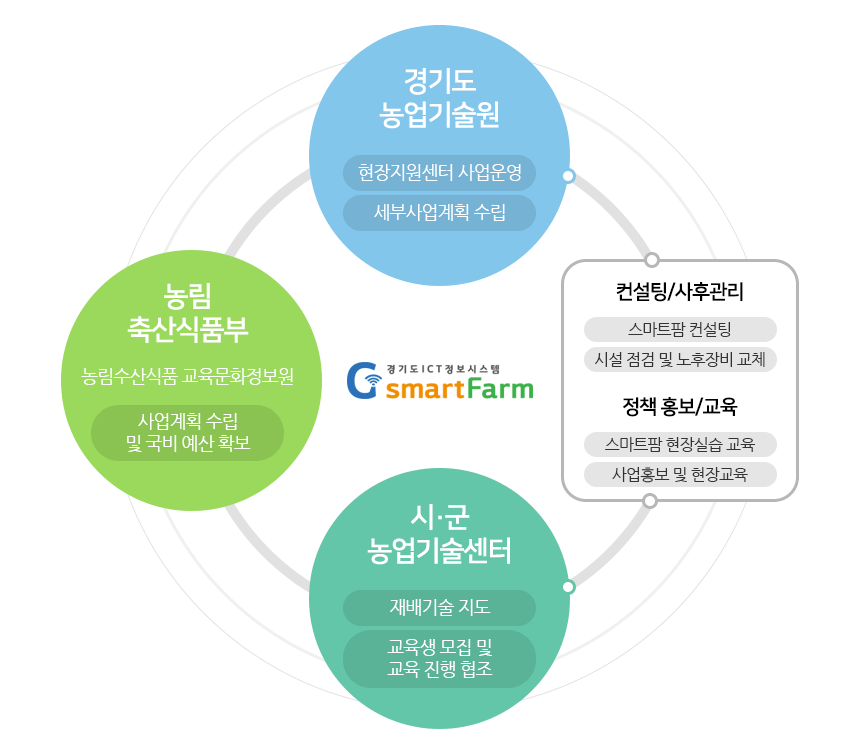 경기도
농업기술원
현장지원센터 사업운영
세부사업계획 수립
농림
축산식품부
농림수산식품 교육문화정보원
사업계획 수립
및 국비 예산 확보
경기도ICT정보시스템
G smartFarm
컨설팅/사후관리
스마트팜 컨설팅
시설 점검 및 노후장비 교체
정책 홍보/교육
스마트팜 현장실습 교육
사업홍보 및 현장교육
시·군
농업기술센터
재배기술 지도
교육생 모집 및
교육 진행 협조